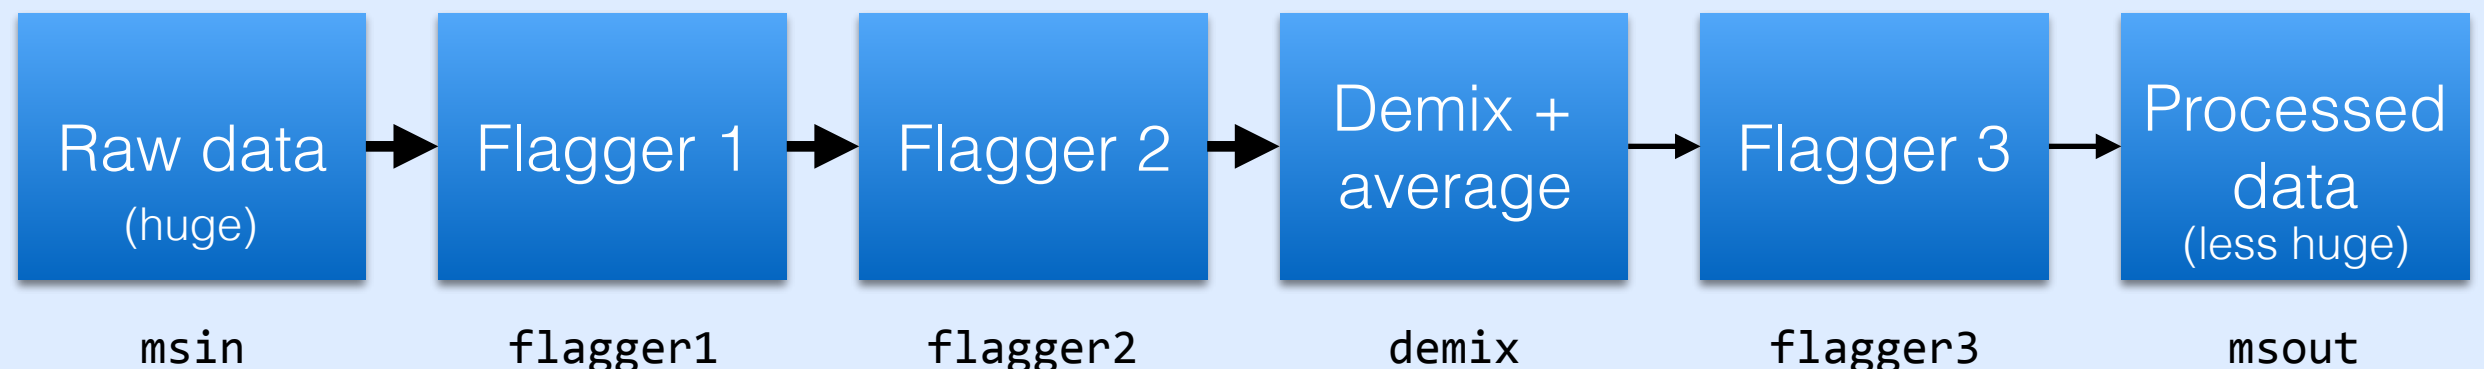 Raw data
(huge)
Flagger 1
Flagger 2
Demix +
average
Flagger 3
Processed
data
(less huge)
msin
flagger1
flagger2
demix
flagger3
msout